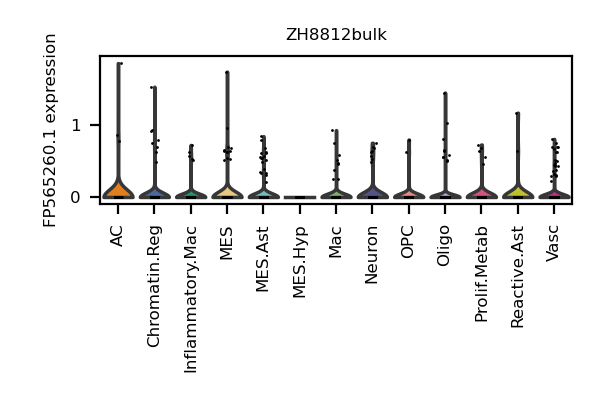 ZH8812bulk
FP565260.1 expression
1
0
AC
Chromatin.Reg
Inflammatory.Mac
MES
MES.Ast
MES.Hyp
Mac
Neuron
OPC
Oligo
Prolif.Metab
Reactive.Ast
Vasc